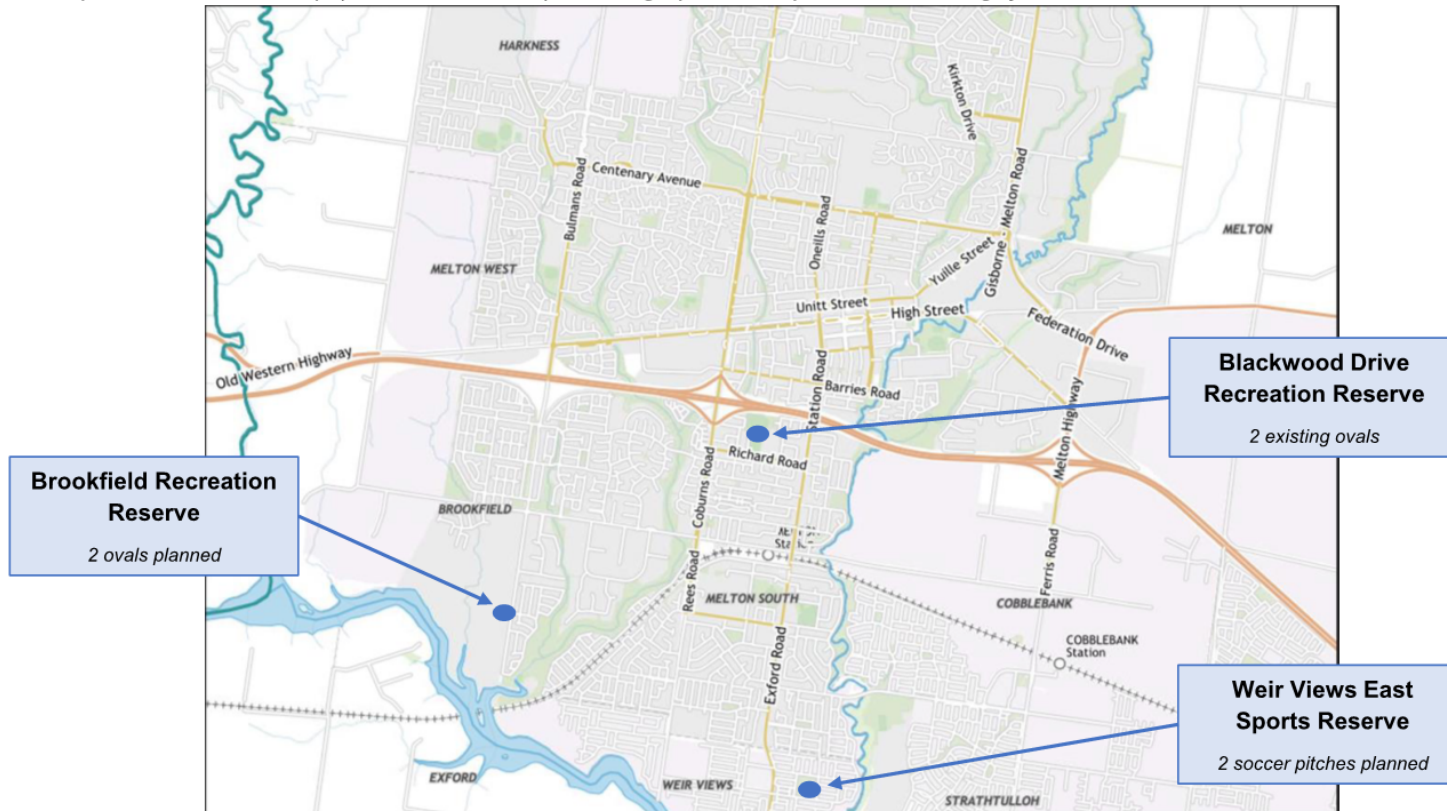 HARKNESS
Kirkton Drive
Centenary Avenue
Bulmans Road
Oneills Road
Gisborne - Melton Road
MELTON
MELTON WEST
Yuille Street
Unitt Street
High Street
Federation Drive
Old Western Highway
Station Road
Barries Road
Melton Highway
Blackwood Drive
Recreation Reserve
2 existing ovals
Richard Road
Coburns Road
Brookfield Recreation
Reserve
2 ovals planned
BROOKFIELD
Rees Road
MELTON SOUTH
Ferris Road
COBBLEBANK
COBBLEBANK
Station
Exford Road
Weir Views East
Sports Reserve
2 soccer pitches planned
EXFORD
WEIR VIEWS
STRATHTULLOH